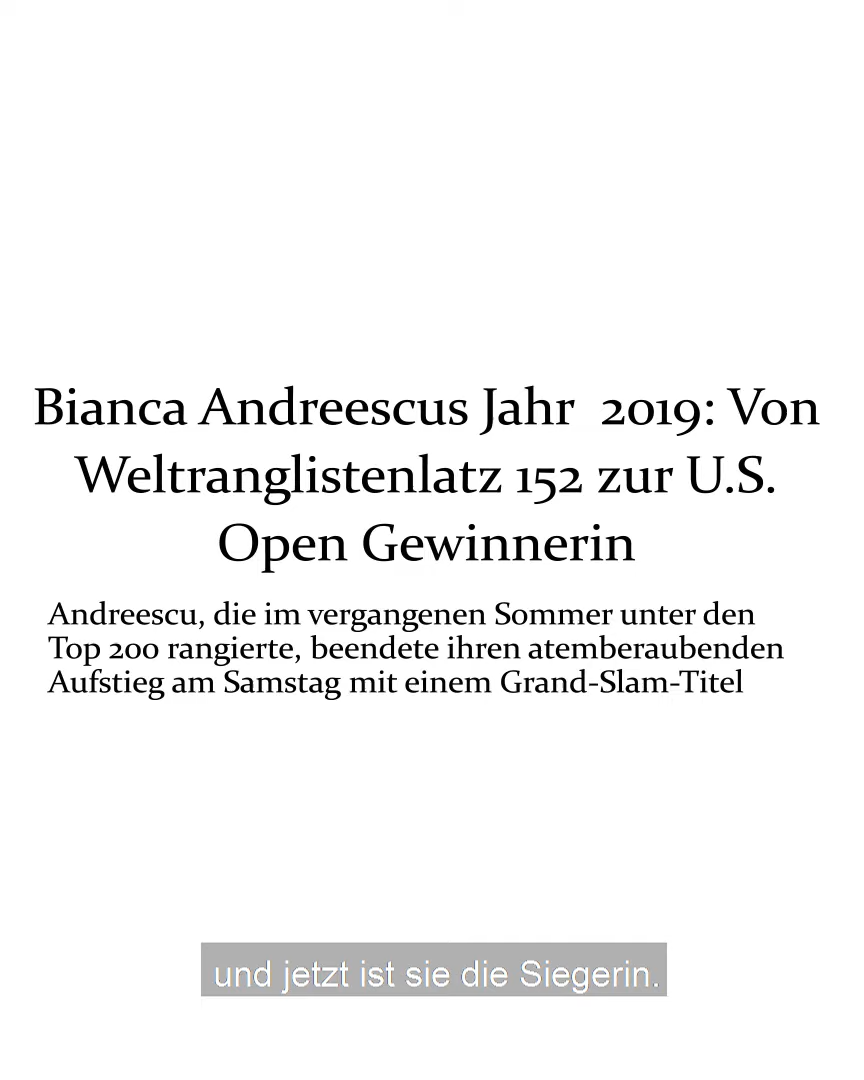 Bianca Andreescus Jahr  2019: Von
Weltranglistenlatz 152 zur U.S.
Open Gewinnerin
Andreescu, die im vergangenen Sommer unter den
Top 200 rangierte, beendete ihren atemberaubenden
Aufstieg am Samstag mit einem Grand-Slam-Titel
und jetzt ist sie die Siegerin.